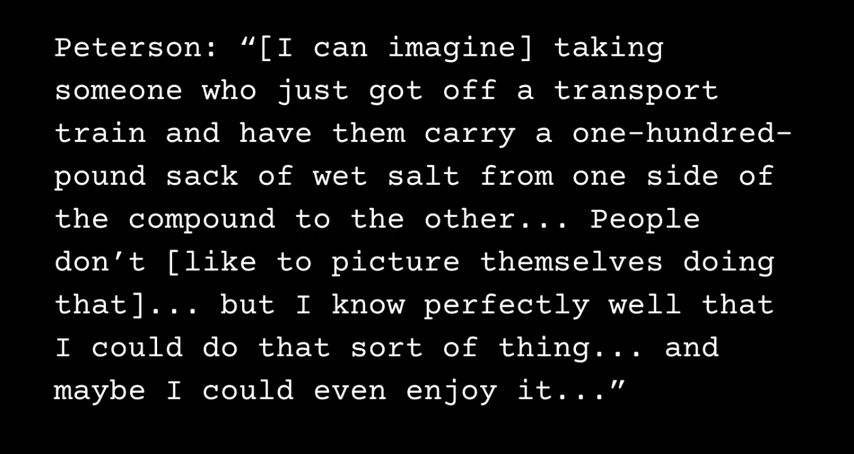 Peterson: “[I can imagine] taking
someone who just got off a transport
train and have them carry a one-hundred-
pound sack of wet salt from one side of
the compound to the other... People
don’t [like to picture themselves doing
that]... but I know perfectly well that
I could do that sort of thing... and
maybe I could even enjoy it...”